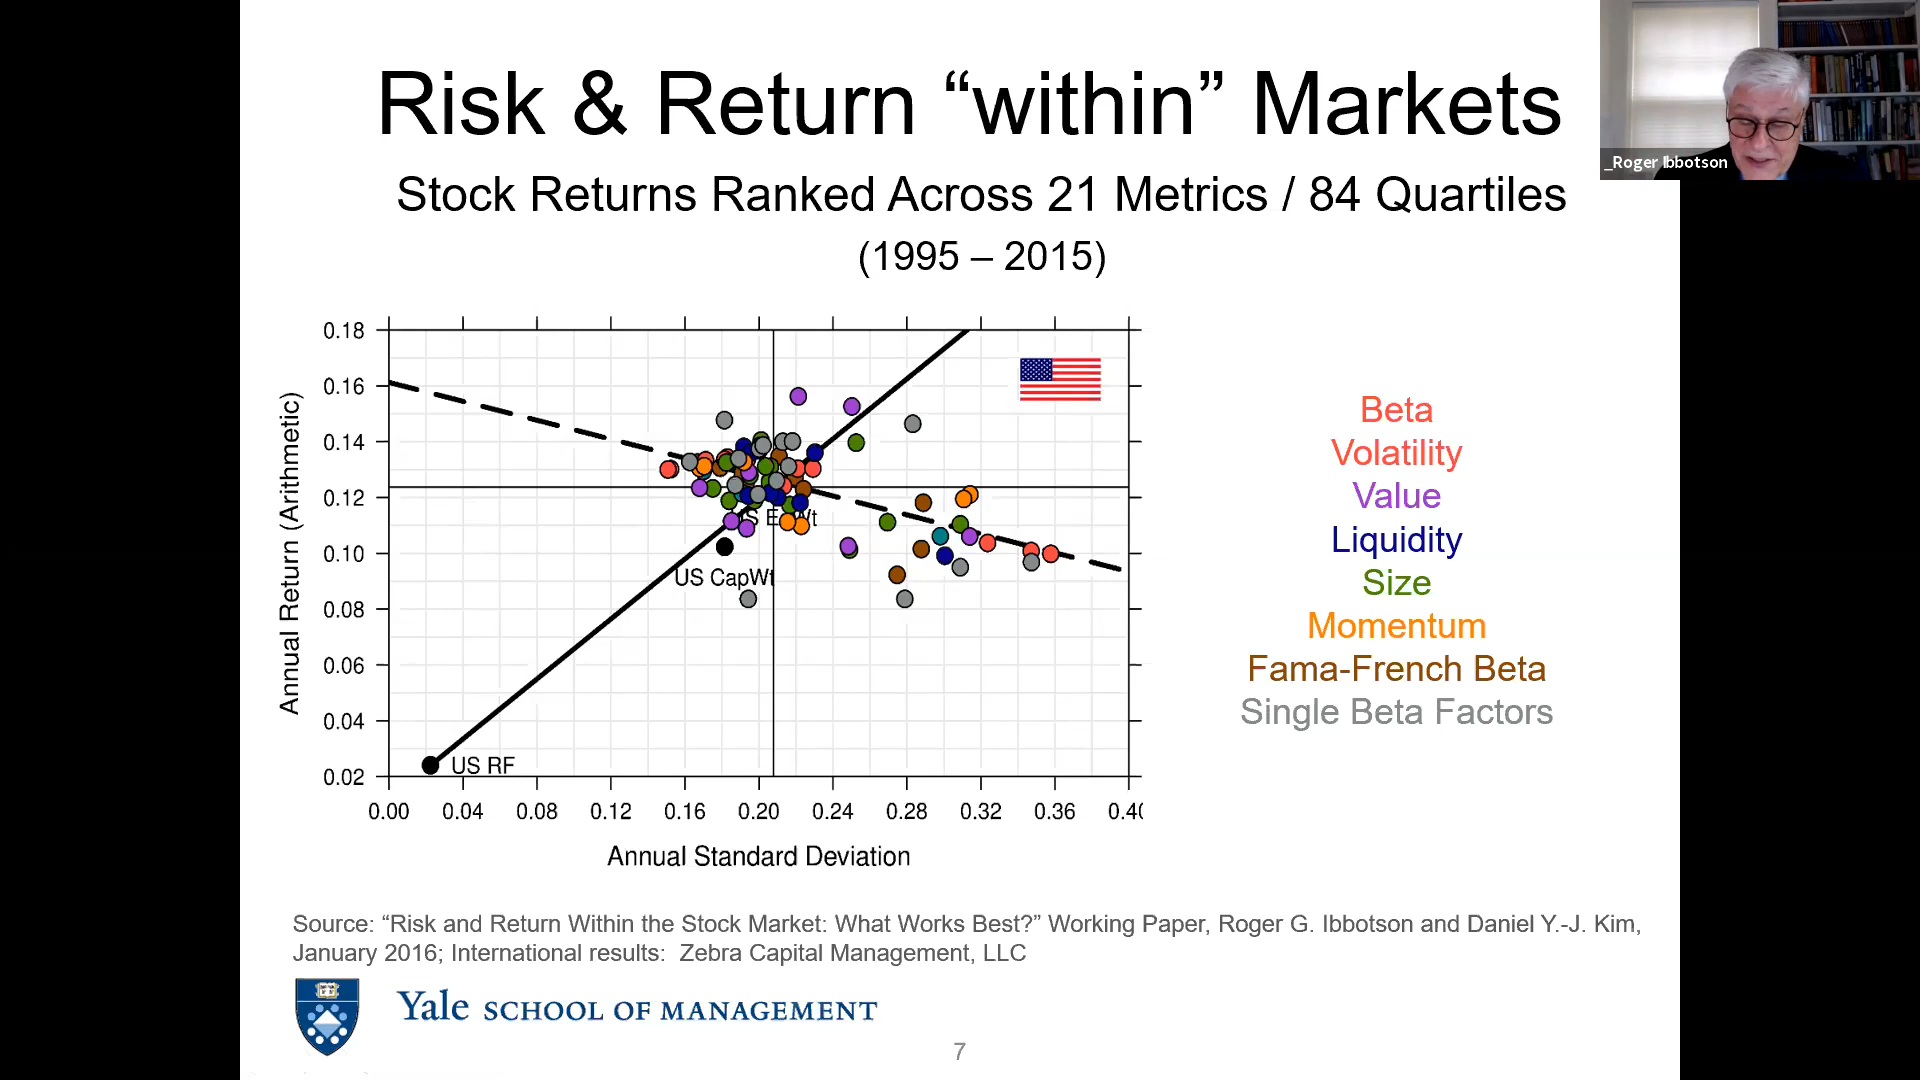 Risk & Return “within” Markets
_Roger Ibbotson
Stock Returns Ranked Across 21 Metrics / 84 Quartiles
(1995 – 2015)
0.18
0.16
0.14
0.12
0.10
0.08
0.06
0.04
0.02
Annual Return (Arithmetic)
US CapWt
US RF
0.00 0.04 0.08 0.12 0.16 0.20 0.24 0.28 0.32 0.36
Annual Standard Deviation
Beta
Volatility
Value
Liquidity
Size
Momentum
Fama-French Beta
Single Beta Factors
Source: “Risk and Return Within the Stock Market: What Works Best?” Working Paper, Roger G. Ibbotson and Daniel Y.-J. Kim,
January 2016; International results: Zebra Capital Management, LLC
Yale SCHOOL OF MANAGEMENT
7